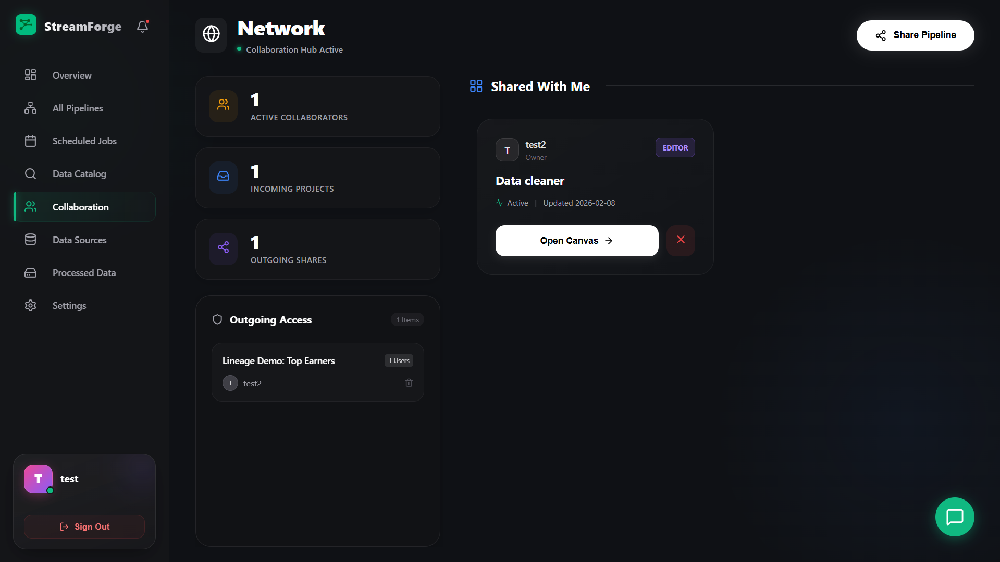 StreamForge
Overview
All Pipelines
Scheduled Jobs
Data Catalog
Collaboration
Data Sources
Processed Data
Settings
T
test
Sign Out
Network
Collaboration Hub Active
Share Pipeline
1
ACTIVE COLLABORATORS
1
INCOMING PROJECTS
1
OUTGOING SHARES
Outgoing Access
1 Items
Lineage Demo: Top Earners
1 Users
T
test2
Shared With Me
T
test2
Owner
EDITOR
Data cleaner
Active | Updated 2026-02-08
Open Canvas